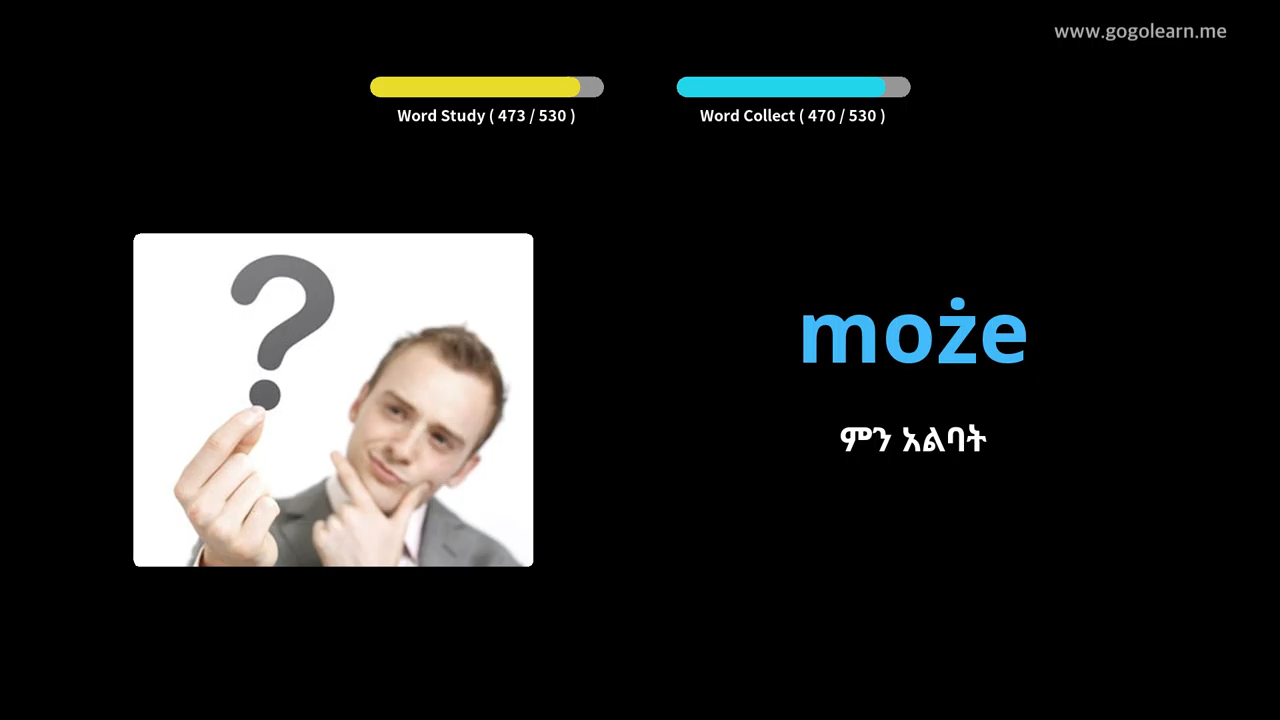 www.gogolearn.me
Word Study ( 473 / 530 )
Word Collect ( 470 / 530 )
?
może
ምን አልባት